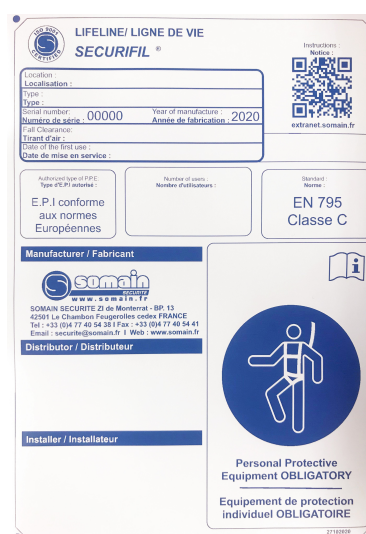 ISO 9001
CERTIFIED
LIFELINE/ LIGNE DE VIE
SECURIFIL ®
Instructions :
Notice :
extranet.somain.fr
Location :
Localisation :
Type :
Type :
Serial number:
Numéro de série : 00000
Year of manufacture :
Année de fabrication : 2020
Fall Clearance:
Tirant d'air :
Date of the first use :
Date de mise en service :
Authorized type of P.P.E.
Type d'E.P.I autorisé :
E.P.I conforme
aux normes
Européennes
Number of users :
Nombre d'utilisateurs :
Standard :
Norme :
EN 795
Classe C
Manufacturer / Fabricant
somain
SECURITE
www.somain.fr
SOMAIN SECURITE ZI de Monterrat - BP. 13
42501 Le Chambon Feugerolles cedex FRANCE
Tel : +33 (0)4 77 40 54 38 I Fax : +33 (0)4 77 40 54 41
Email : securite@somain.fr I Web : www.somain.fr
Distributor / Distributeur
Installer / Installateur
i
Personal Protective
Equipment OBLIGATORY
Equipement de protection
individuel OBLIGATOIRE
27102020